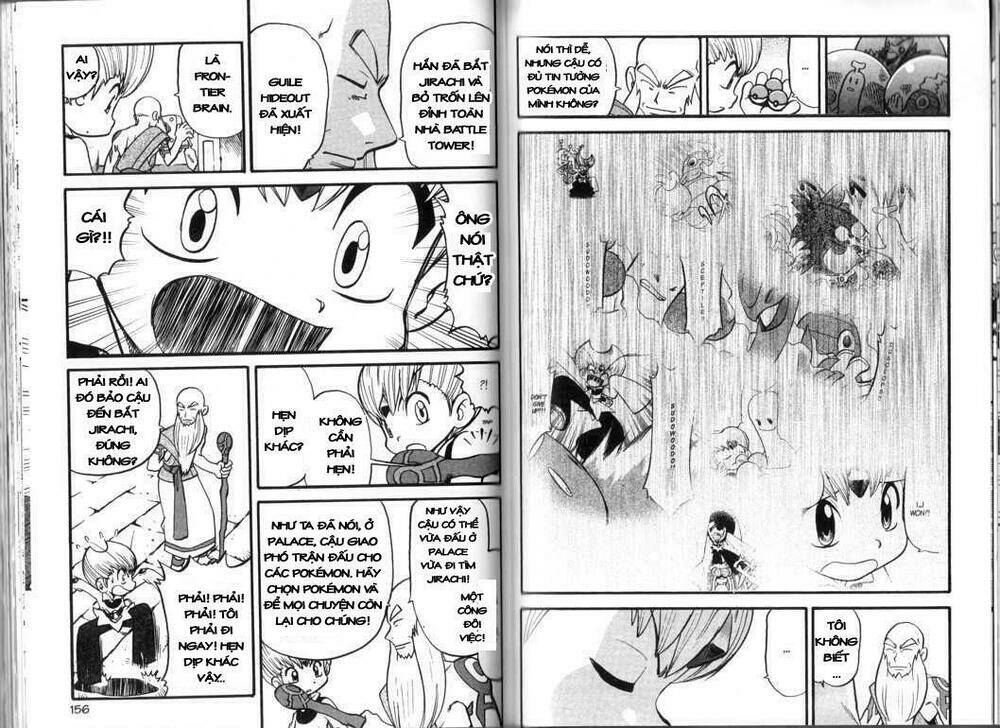 AI
VẬY?
LÀ
FRON-
TIER
BRAIN.
GUILE
HIDEOUT
ĐÃ XUẤT
HIỆN!
HẮN ĐÃ BẮT
JIRACHI VÀ
BỎ TRỐN LÊN
ĐỈNH TOÀN
NHÀ BATTLE
TOWER!
CÁI
GÌ?!!
ÔNG
NÓI
THẬT
CHỨ?
PHẢI RỒI! AI
ĐÓ BẢO CẬU
ĐẾN BẮT
JIRACHI,
ĐÚNG
KHÔNG?
PHẢI! PHẢI!
PHẢI! TÔI
PHẢI ĐI
NGAY! HẸN
DỊP KHÁC
VẬY..
HẸN
DỊP
KHÁC?
KHÔNG
CẦN
PHẢI
HẸN!
?!
NHƯ TA ĐÃ NÓI, Ở
PALACE, CẬU GIAO
PHÓ TRẬN ĐẤU CHO
CÁC POKÉMON. HÃY
CHỌN POKÉMON VÀ
ĐỂ MỌI CHUYỆN CÒN
LẠI CHO CHÚNG!
NHƯ VẬY
CẬU CÓ THỂ
VỪA ĐẤU Ở
PALACE
VỪA ĐI TÌM
JIRACHI!
MỘT
CÔNG
ĐÔI
VIỆC!
156
NÓI THÌ DỄ,
NHƯNG CẬU CÓ
ĐỦ TIN TƯỞNG
POKÉMON CỦA
MÌNH KHÔNG?
...
SUDOWOODO
SCEPTILE
DON'T
GIVE
UP!!!
SUDOWOODO!!
WON?!
...
TÔI
KHÔNG
BIẾT
...